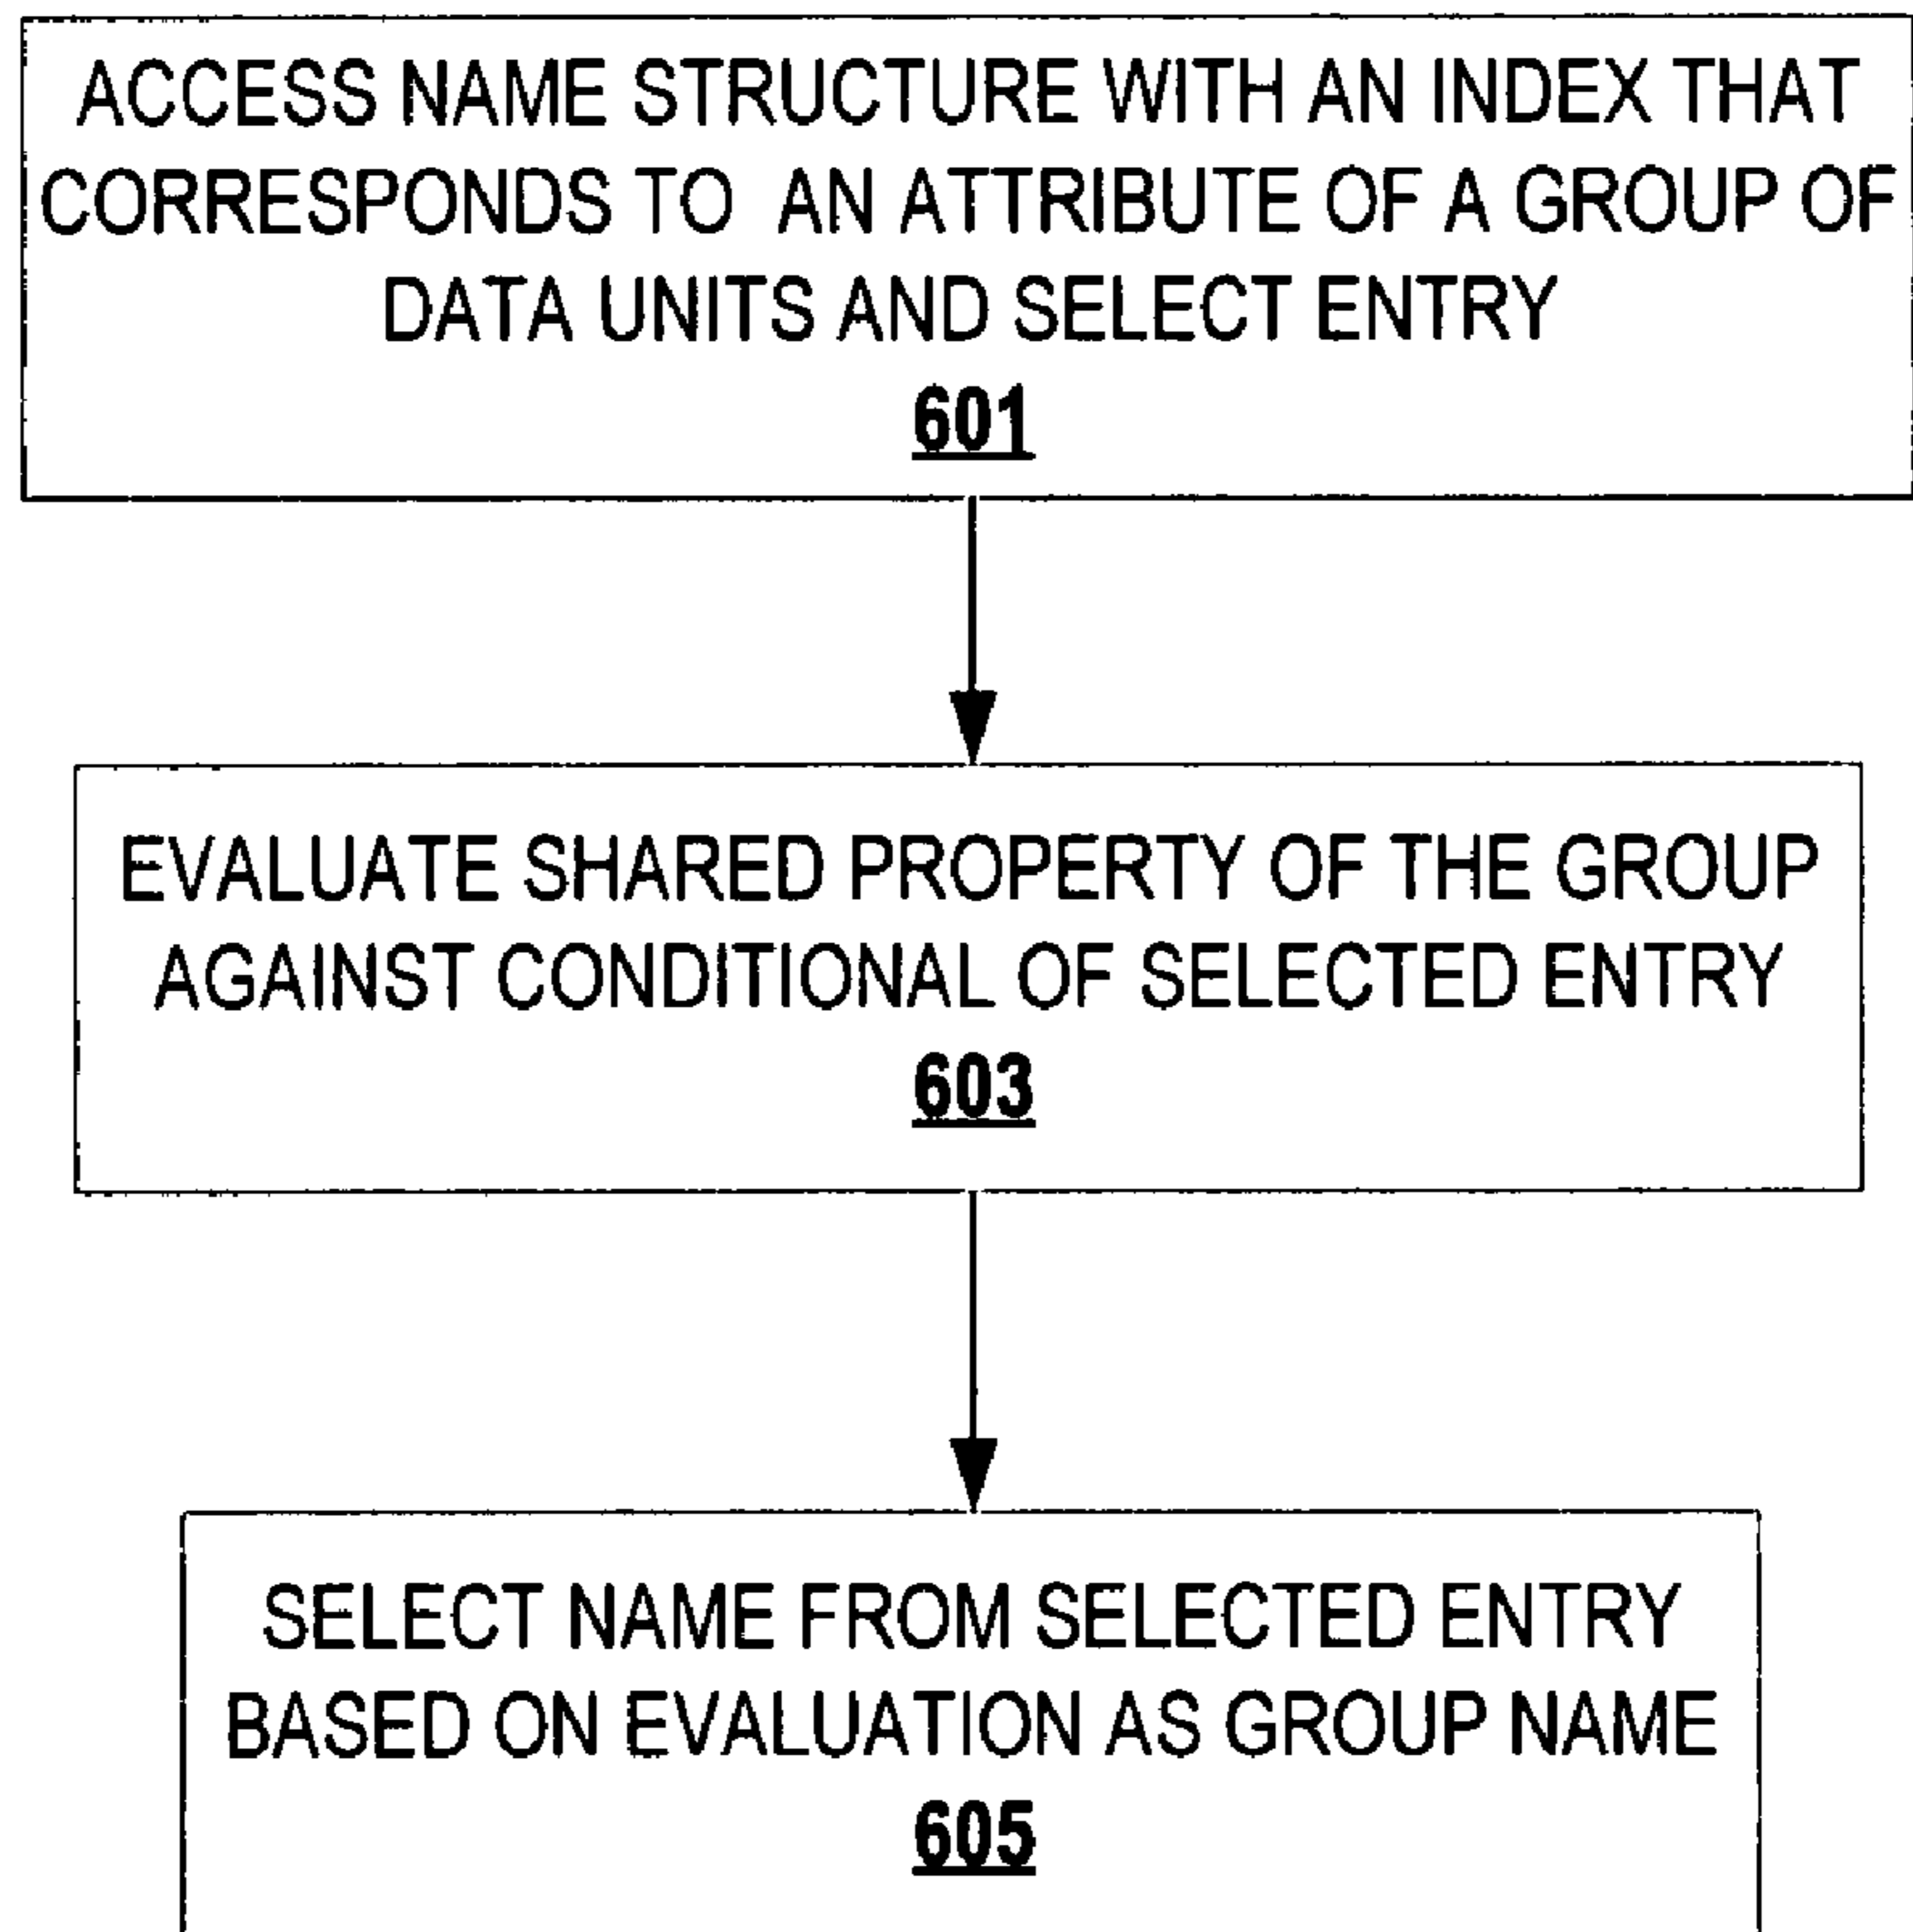 ACCESS NAME STRUCTURE WITH AN INDEX THAT
CORRESPONDS TO AN ATTRIBUTE OF A GROUP OF
DATA UNITS AND SELECT ENTRY
601
EVALUATE SHARED PROPERTY OF THE GROUP
AGAINST CONDITIONAL OF SELECTED ENTRY
603
SELECT NAME FROM SELECTED ENTRY
BASED ON EVALUATION AS GROUP NAME
605